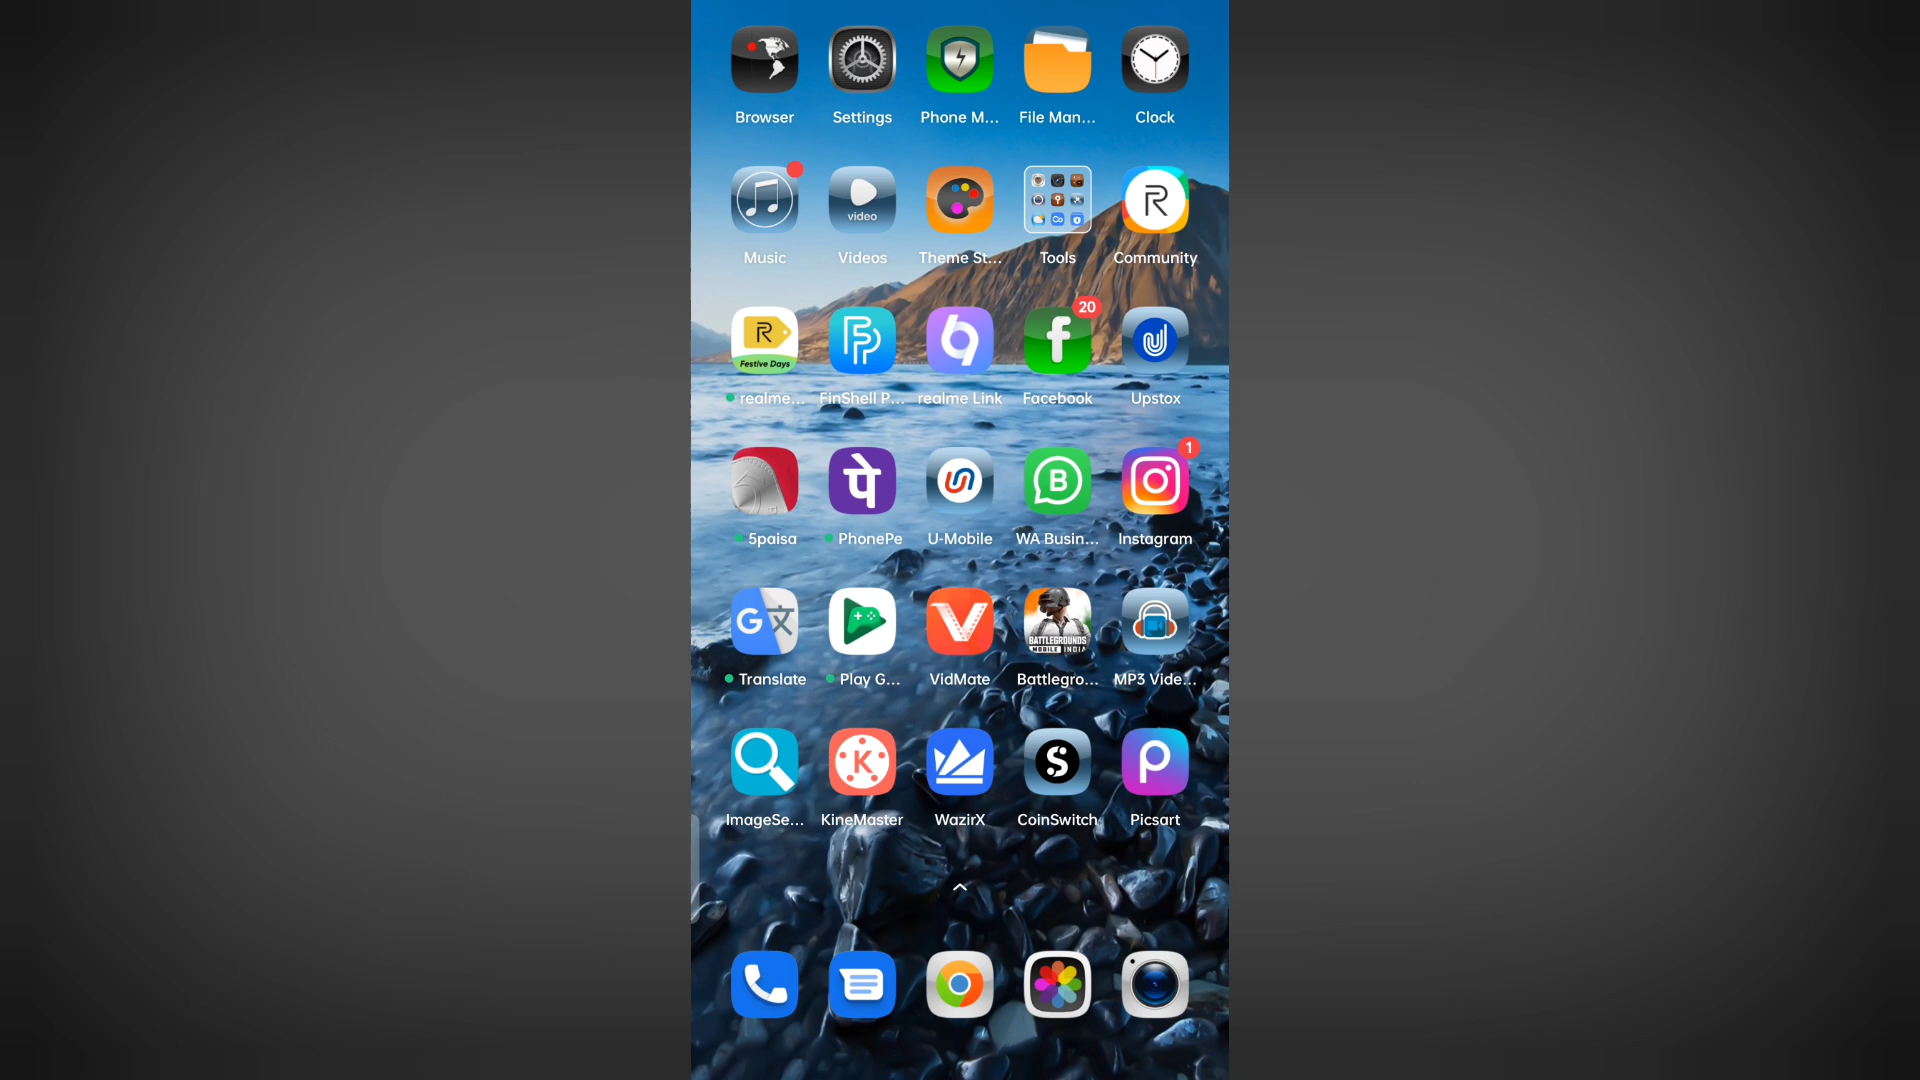 Browser
Settings
Phone M...
File Man...
Clock
video
Music
Videos
Theme St...
Tools
Community
R
Festive Days
20
f
realme...
FinShell P...
realme Link
Facebook
Upstox
पे
B
1
5paisa
PhonePe
U-Mobile
WA Busin...
Instagram
G文
BATTLEGROUNDS
MOBILE INDIA
Translate
Play G...
VidMate
Battlegro...
MP3 Vide...
K
S
P
ImageSe...
KineMaster
WazirX
CoinSwitch
Picsart